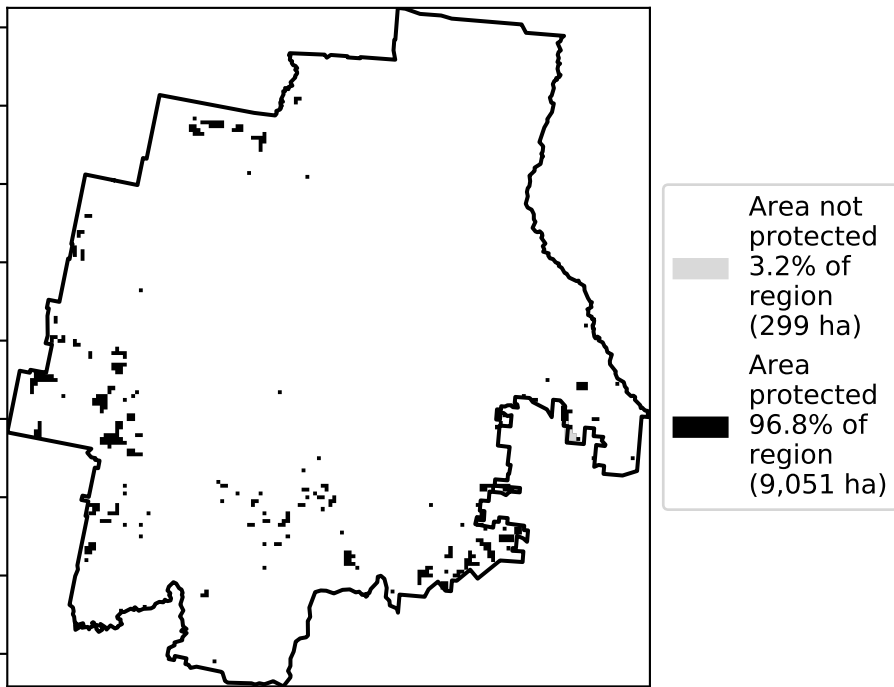 Area not
protected
3.2% of
region
(299 ha)
Area
protected
96.8% of
region
(9,051 ha)